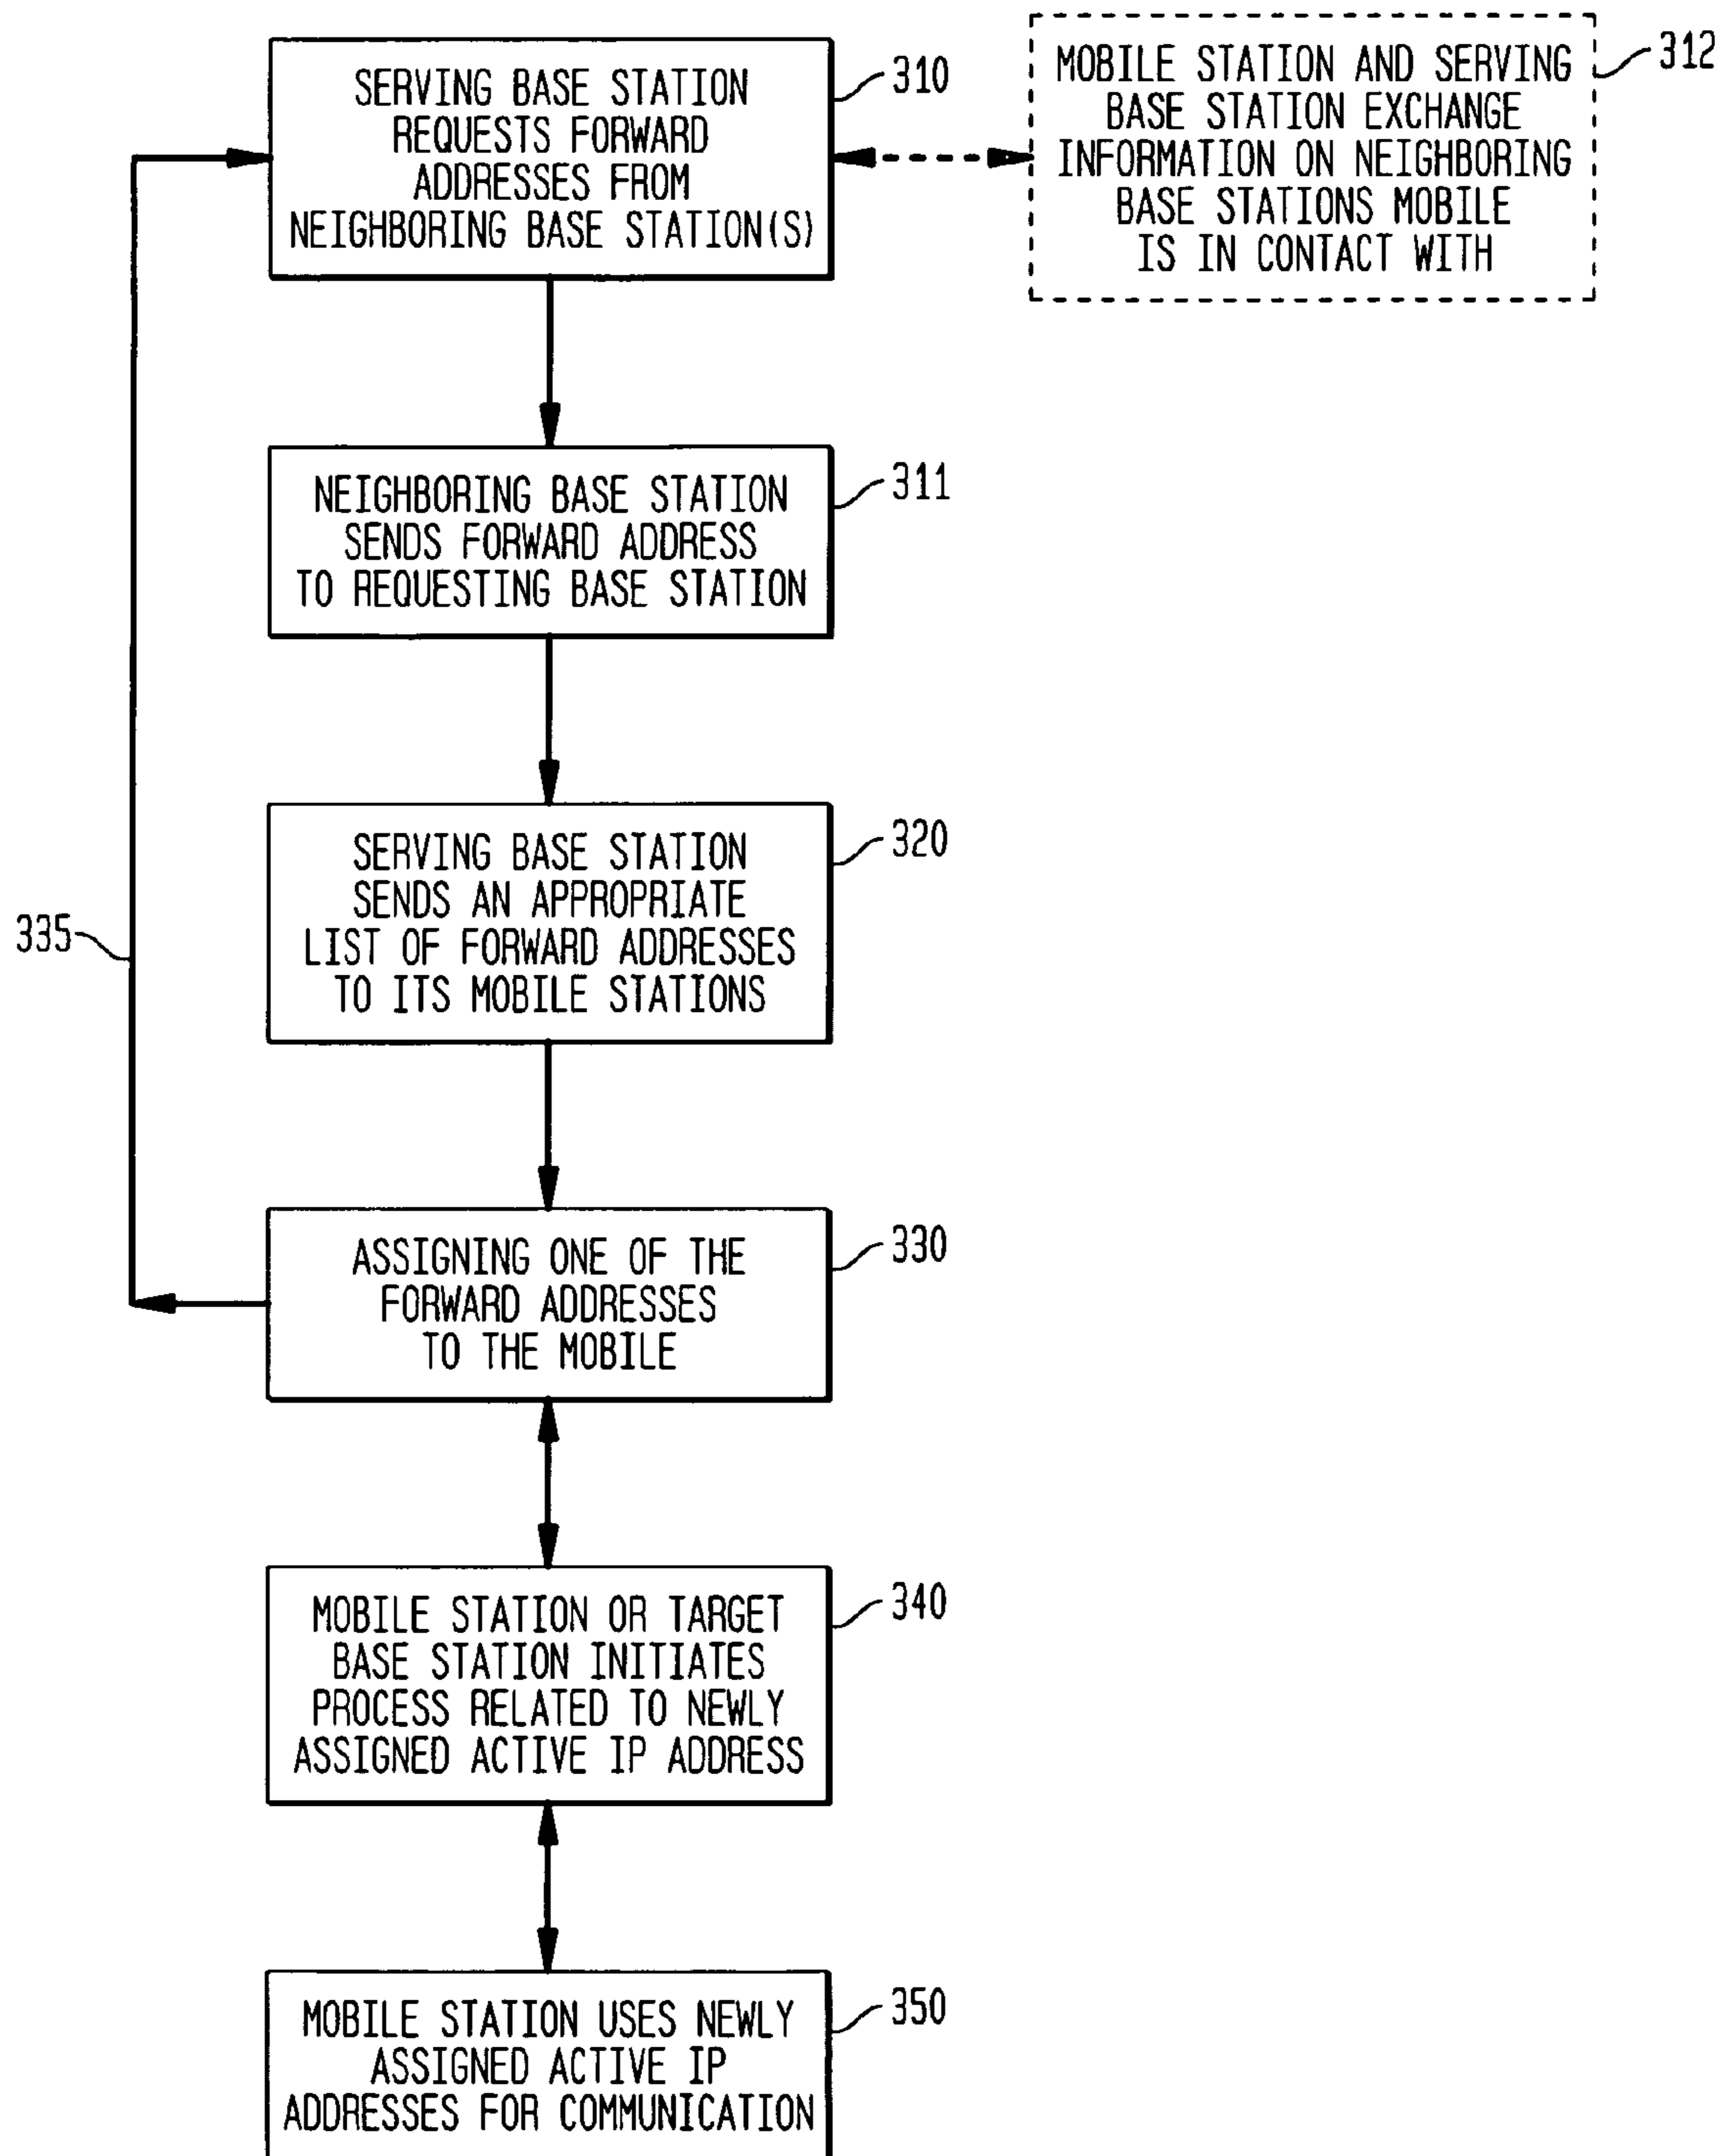 SERVING BASE STATION
REQUESTS FORWARD
ADDRESSES FROM
NEIGHBORING BASE STATION(S)
310
MOBILE STATION AND SERVING
BASE STATION EXCHANGE
INFORMATION ON NEIGHBORING
BASE STATIONS MOBILE
IS IN CONTACT WITH
312
NEIGHBORING BASE STATION
SENDS FORWARD ADDRESS
TO REQUESTING BASE STATION
311
SERVING BASE STATION
SENDS AN APPROPRIATE
LIST OF FORWARD ADDRESSES
TO ITS MOBILE STATIONS
320
335
ASSIGNING ONE OF THE
FORWARD ADDRESSES
TO THE MOBILE
330
MOBILE STATION OR TARGET
BASE STATION INITIATES
PROCESS RELATED TO NEWLY
ASSIGNED ACTIVE IP ADDRESS
340
MOBILE STATION USES NEWLY
ASSIGNED ACTIVE IP
ADDRESSES FOR COMMUNICATION
350